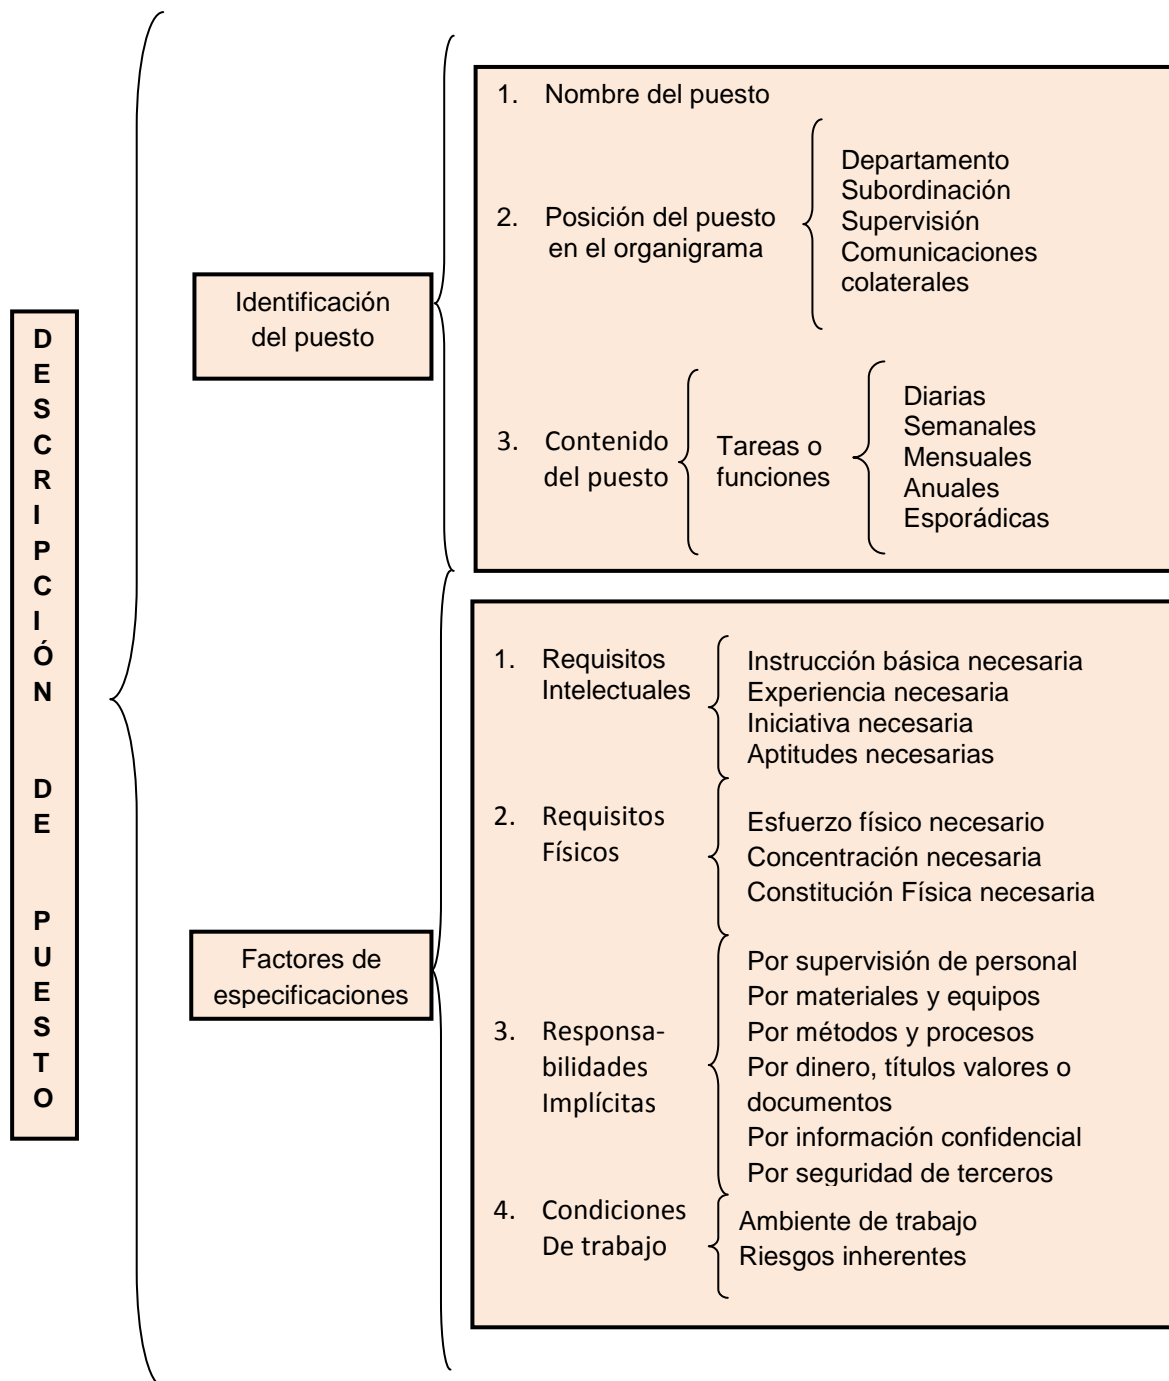 DESCRIPCIÓN DE PUESTO
Identificación
del puesto
1. Nombre del puesto
2. Posición del puesto
en el organigrama
Departamento
Subordinación
Supervisión
Comunicaciones
colaterales
3. Contenido
del puesto
Tareas o
funciones
Diarias
Semanales
Mensuales
Anuales
Esporádicas
Factores de
especificaciones
1. Requisitos
Intelectuales
Instrucción básica necesaria
Experiencia necesaria
Iniciativa necesaria
Aptitudes necesarias
2. Requisitos
Físicos
Esfuerzo físico necesario
Concentración necesaria
Constitución Física necesaria
3. Responsa-
bilidades
Implícitas
Por supervisión de personal
Por materiales y equipos
Por métodos y procesos
Por dinero, títulos valores o
documentos
Por información confidencial
Por seguridad de terceros
4. Condiciones
De trabajo
Ambiente de trabajo
Riesgos inherentes